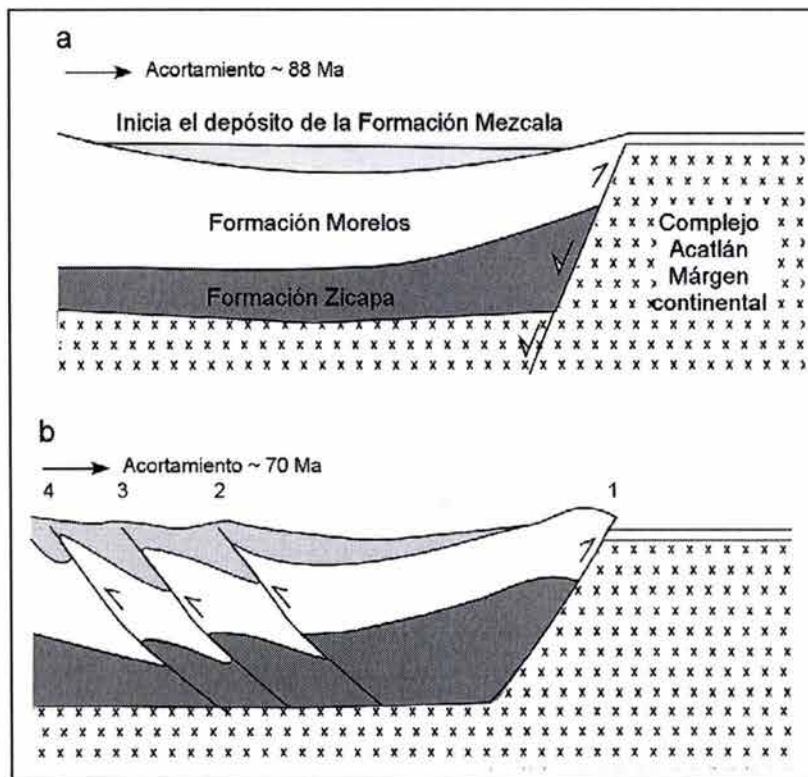 a
Acortamiento ~ 88 Ma
Inicia el depósito de la Formación Mezcala
Formación Morelos
Complejo
Acatlán
Márgen
continental
Formación Zicapa
b
Acortamiento ~ 70 Ma
4 3 2 1